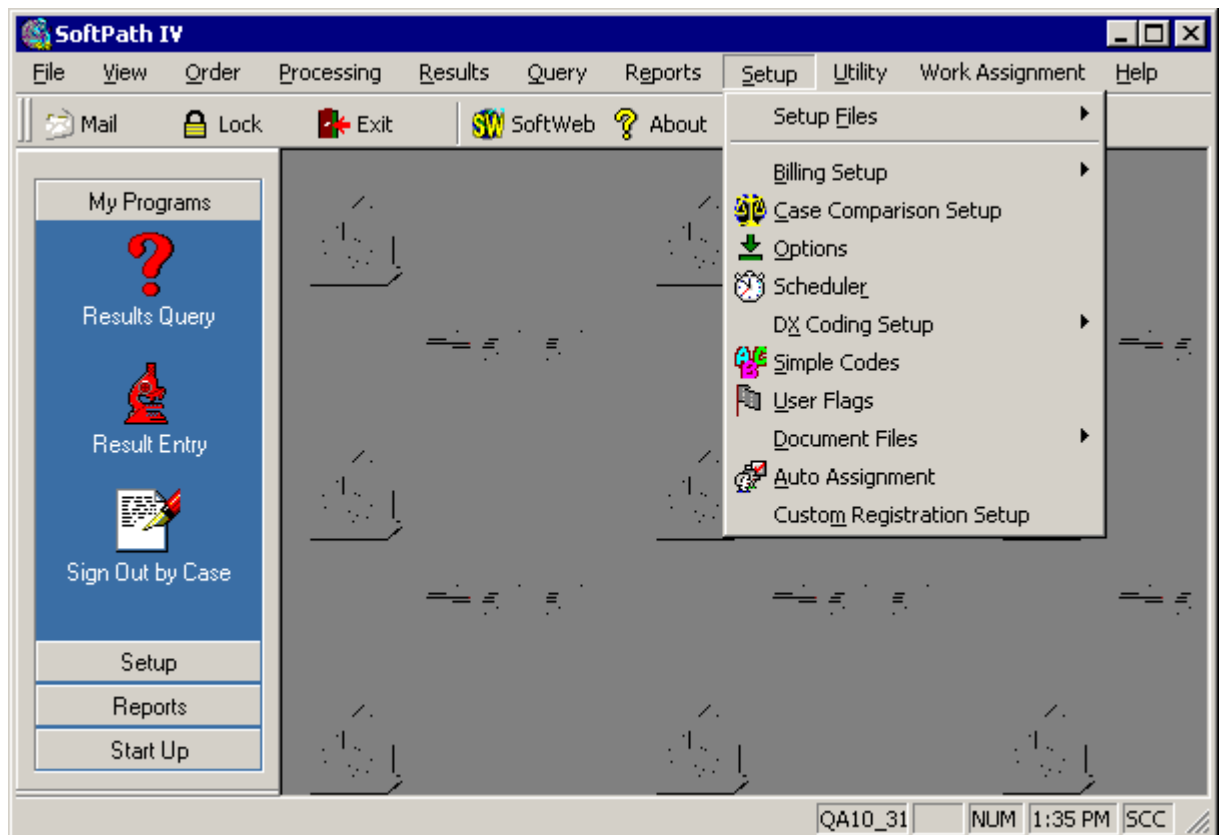 SoftPath IV
File View Order Processing Results Query Reports Setup Utility Work Assignment Help
Mail Lock Exit SoftWeb About
Setup Files
Billing Setup
Case Comparison Setup
Options
Scheduler
DX Coding Setup
Simple Codes
User Flags
Document Files
Auto Assignment
Custom Registration Setup
My Programs
Results Query
Result Entry
Sign Out by Case
Setup
Reports
Start Up
QA10_31 NUM 1:35 PM SCC